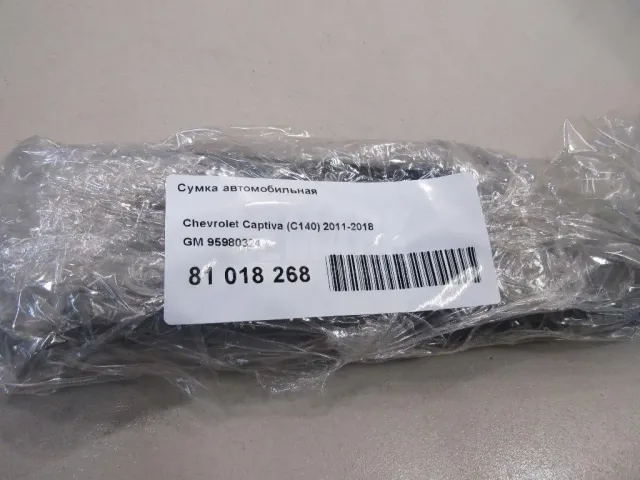 Сумка автомобильная
Chevrolet Captiva (C140) 2011-2018
GM 95980324
81 018 268